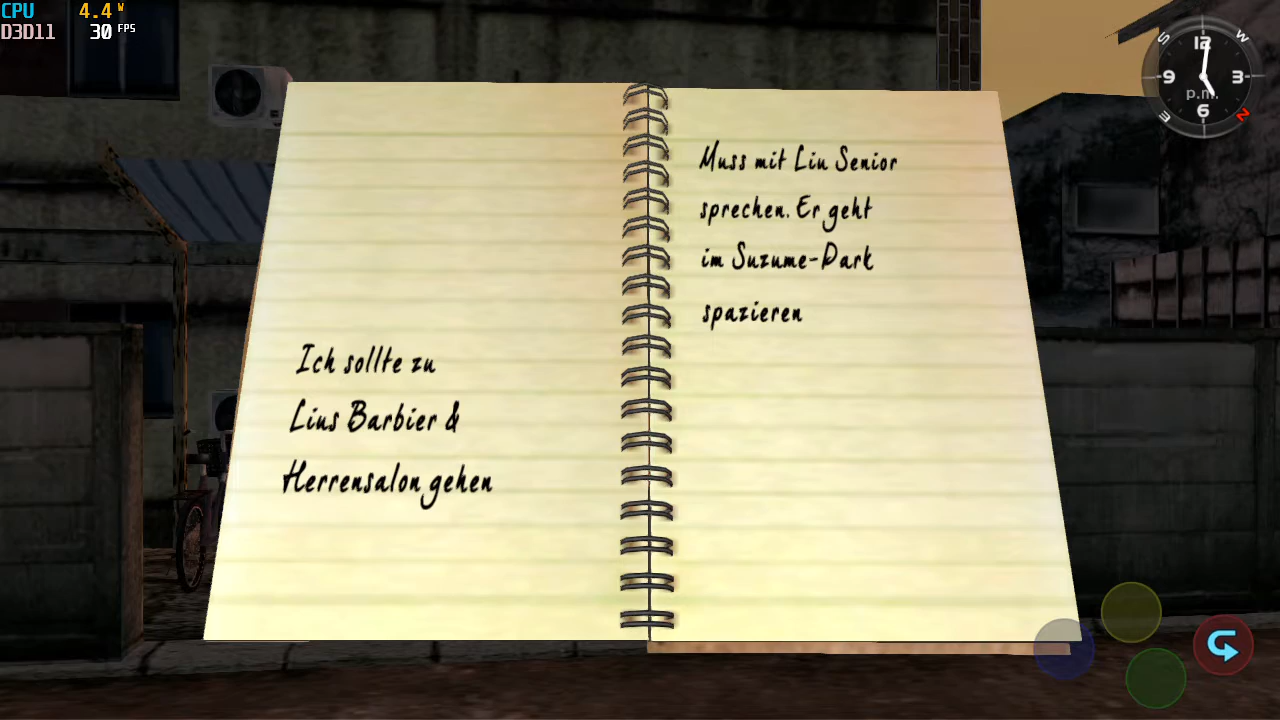 CPU 4.4 W
D3D11 30 FPS
Ich sollte zu
Lius Barbier &
Herrensalon gehen
Muss mit Liu Senior
sprechen. Er geht
im Suzume-Park
spazieren
S W
12
9 3
p.m.
6
E N